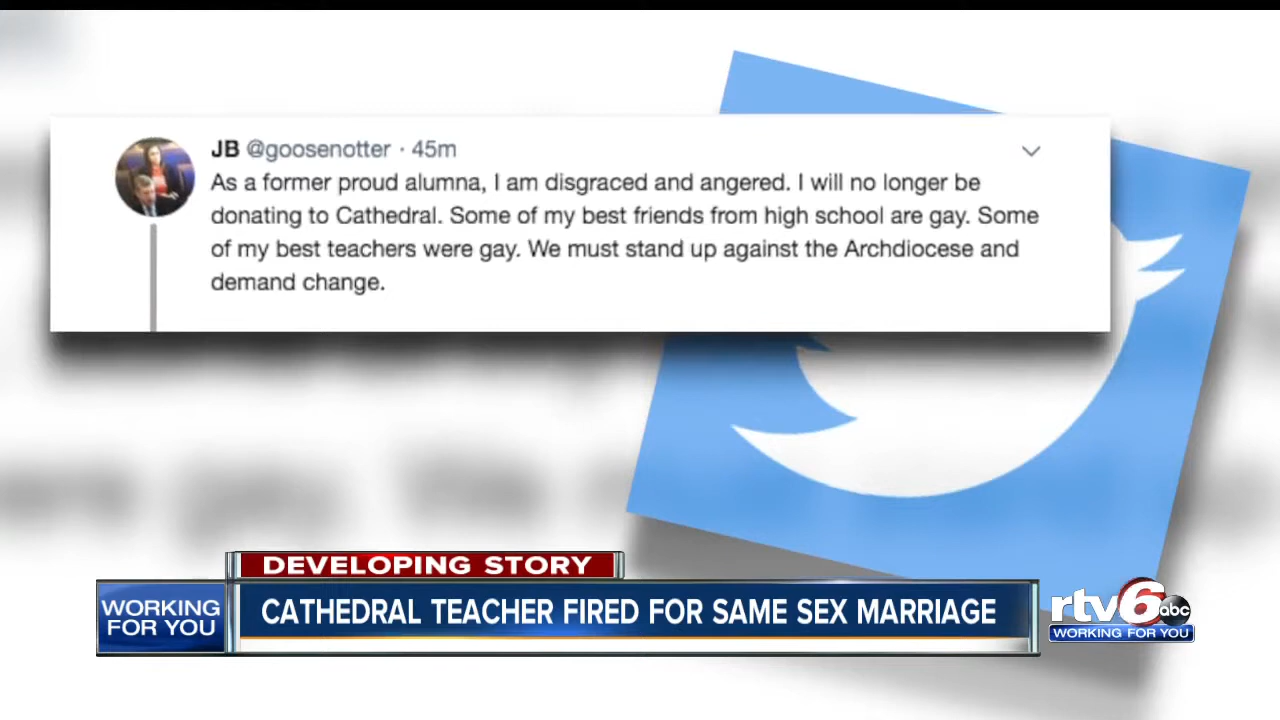 JB @goosenotter · 45m
As a former proud alumna, I am disgraced and angered. I will no longer be
donating to Cathedral. Some of my best friends from high school are gay. Some
of my best teachers were gay. We must stand up against the Archdiocese and
demand change.
DEVELOPING STORY
WORKING
FOR YOU
CATHEDRAL TEACHER FIRED FOR SAME SEX MARRIAGE
rtv6 abc
WORKING FOR YOU